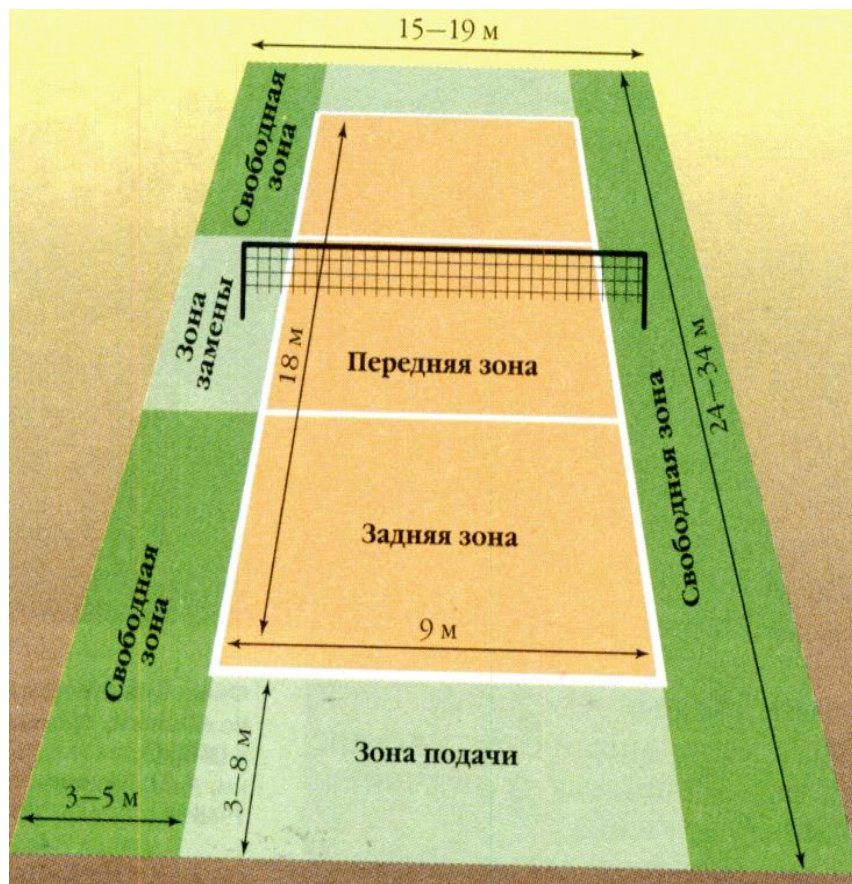 15—19 м
Свободная
зона
Зона
замены
18 м
Передняя зона
24—34 м
Свободная зона
Задняя зона
Свободная
зона
9 м
Зона подачи
3—8 м
3—5 м